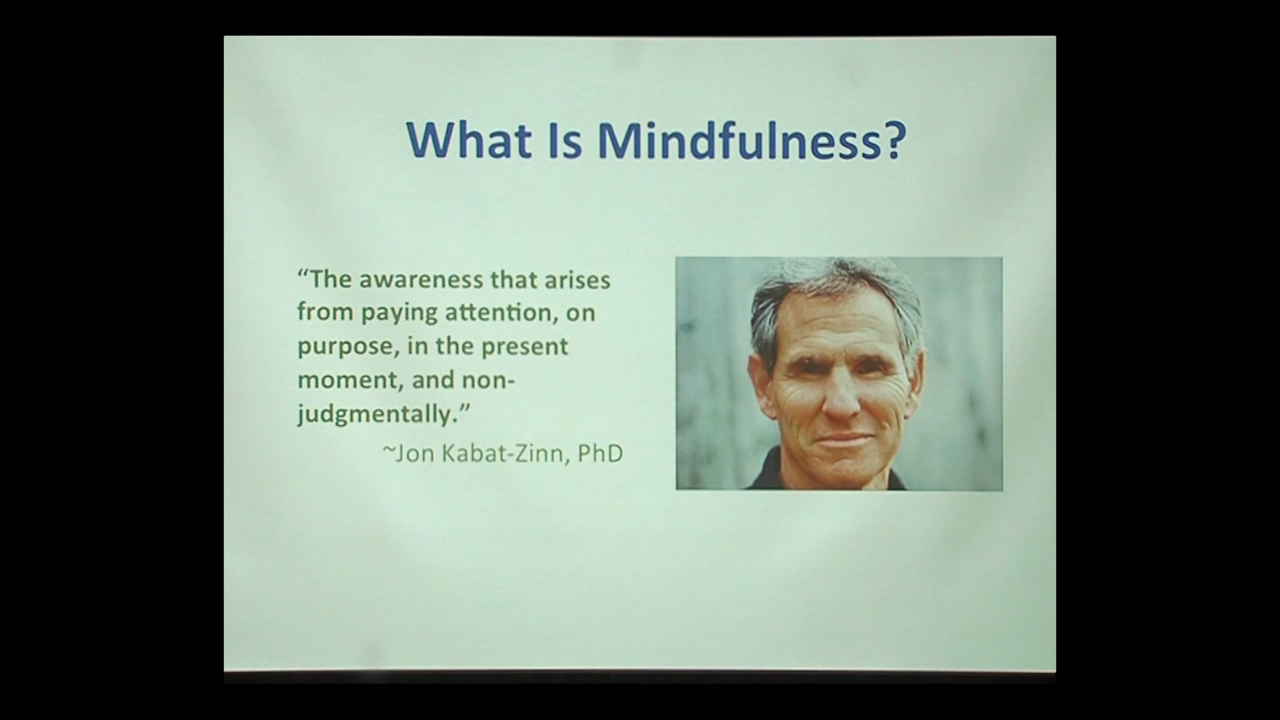 What Is Mindfulness?
“The awareness that arises
from paying attention, on
purpose, in the present
moment, and non-
judgmentally.”
~Jon Kabat-Zinn, PhD